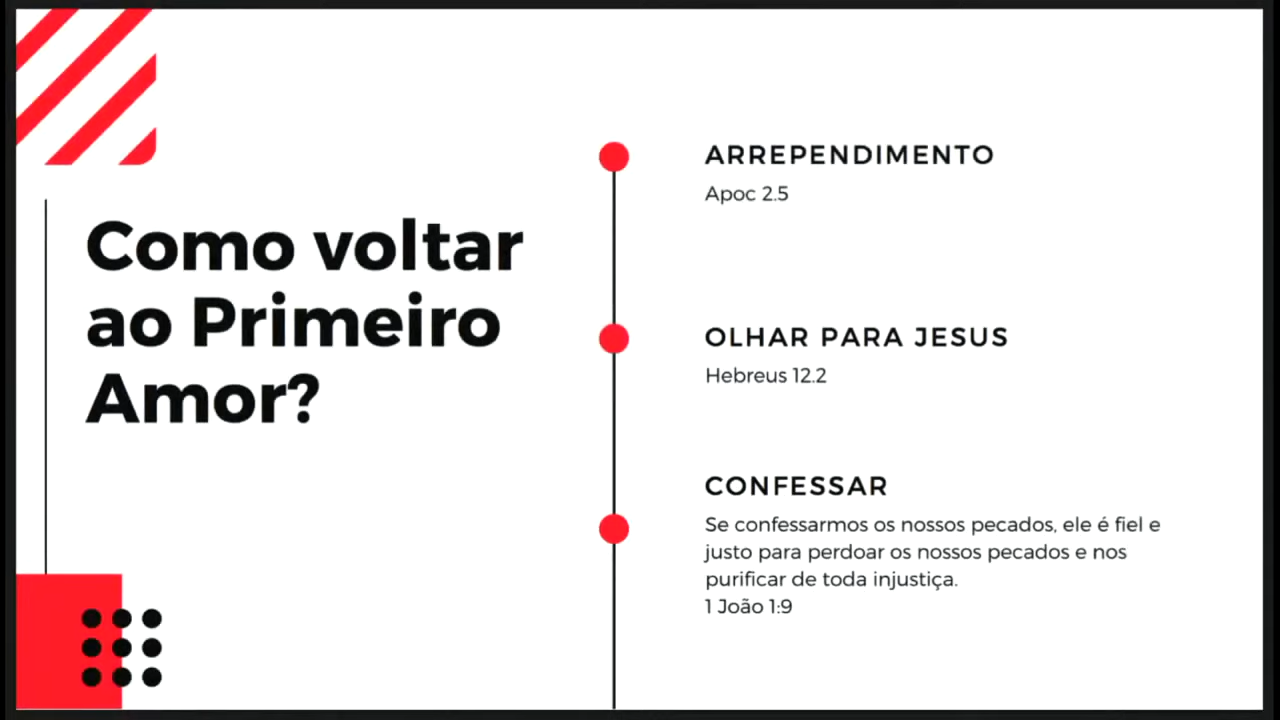 Como voltar
ao Primeiro
Amor?
ARREPENDIMENTO
Apoc 2.5
OLHAR PARA JESUS
Hebreus 12.2
CONFESSAR
Se confessarmos os nossos pecados, ele é fiel e
justo para perdoar os nossos pecados e nos
purificar de toda injustiça.
1 João 1:9